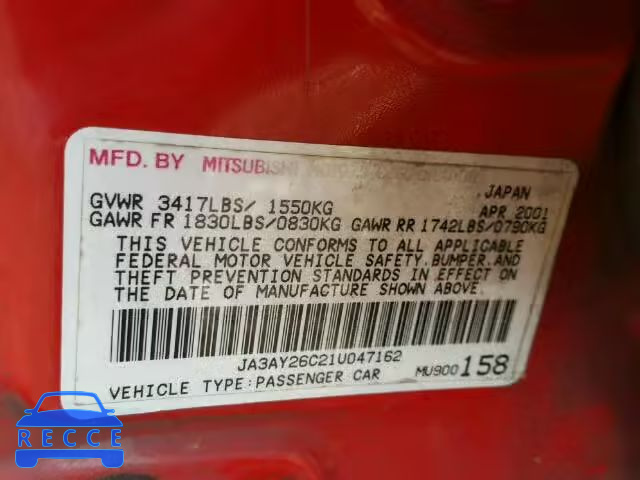 MFD. BY MITSUBISHI
JAPAN
GVWR 3417LBS/ 1550KG APR 2001
GAWR FR 1830LBS/0830KG GAWR RR 1742LBS/0790KG
THIS VEHICLE CONFORMS TO ALL APPLICABLE
FEDERAL MOTOR VEHICLE SAFETY,BUMPER,AND
THEFT PREVENTION STANDARDS IN EFFECT ON
THE DATE OF MANUFACTURE SHOWN ABOVE.
JA3AY26C21U047162
VEHICLE TYPE:PASSENGER CAR MU900158
RECCE